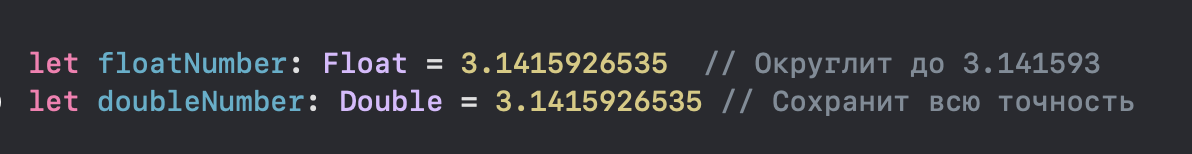 let floatNumber: Float = 3.1415926535  // Округлит до 3.141593
let doubleNumber: Double = 3.1415926535 // Сохранит всю точность